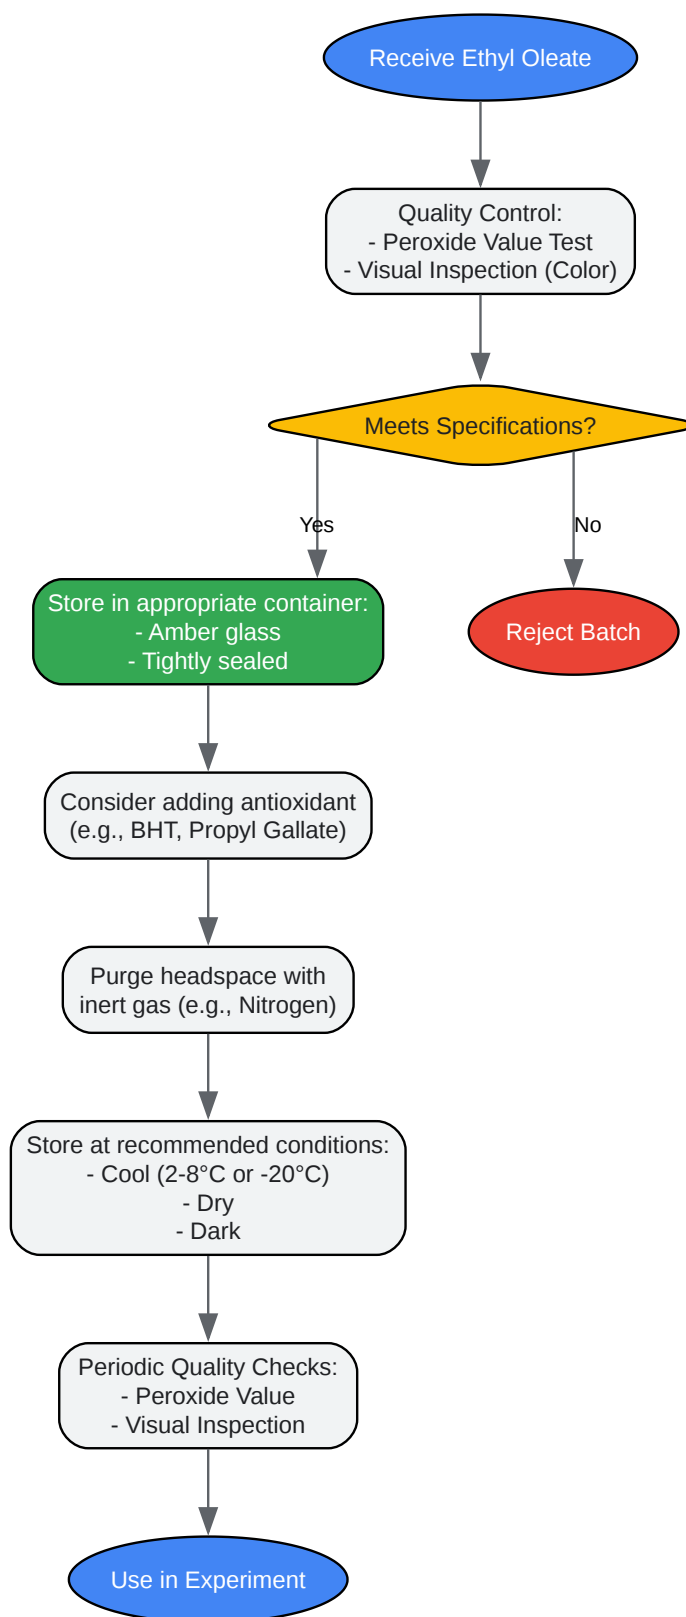 Receive Ethyl Oleate
Quality Control:
- Peroxide Value Test
- Visual Inspection (Color)
Meets Specifications?
Yes
No
Store in appropriate container:
- Amber glass
- Tightly sealed
Reject Batch
Consider adding antioxidant
(e.g., BHT, Propyl Gallate)
Purge headspace with
inert gas (e.g., Nitrogen)
Store at recommended conditions:
- Cool (2-8°C or -20°C)
- Dry
- Dark
Periodic Quality Checks:
- Peroxide Value
- Visual Inspection
Use in Experiment